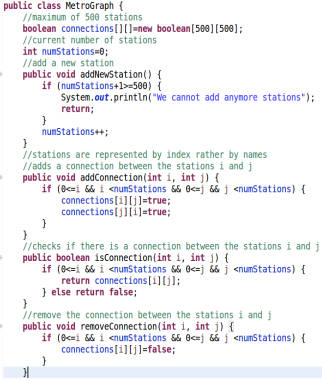 public class MetroGraph {
//maximum of 500 stations
boolean connections[][]=new boolean[500][500];
//current number of stations
int numStations=0;
//add a new station
public void addNewStation() {
if (numStations+1>=500) {
System.out.println("We cannot add anymore stations");
return;
}
numStations++;
}
//stations are represented by index rather by names
//adds a connection between the stations i and j
public void addConnection(int i, int j) {
if (0<=i && i <numStations && 0<=j && j <numStations) {
connections[i][j]=true;
connections[j][i]=true;
}
}
//checks if there is a connection between the stations i and j
public boolean isConnection(int i, int j) {
if (0<=i && i <numStations && 0<=j && j <numStations) {
return connections[i][j];
} else return false;
}
//remove the connection between the stations i and j
public void removeConnection(int i, int j) {
if (0<=i && i <numStations && 0<=j && j <numStations) {
connections[i][j]=false;
}
}